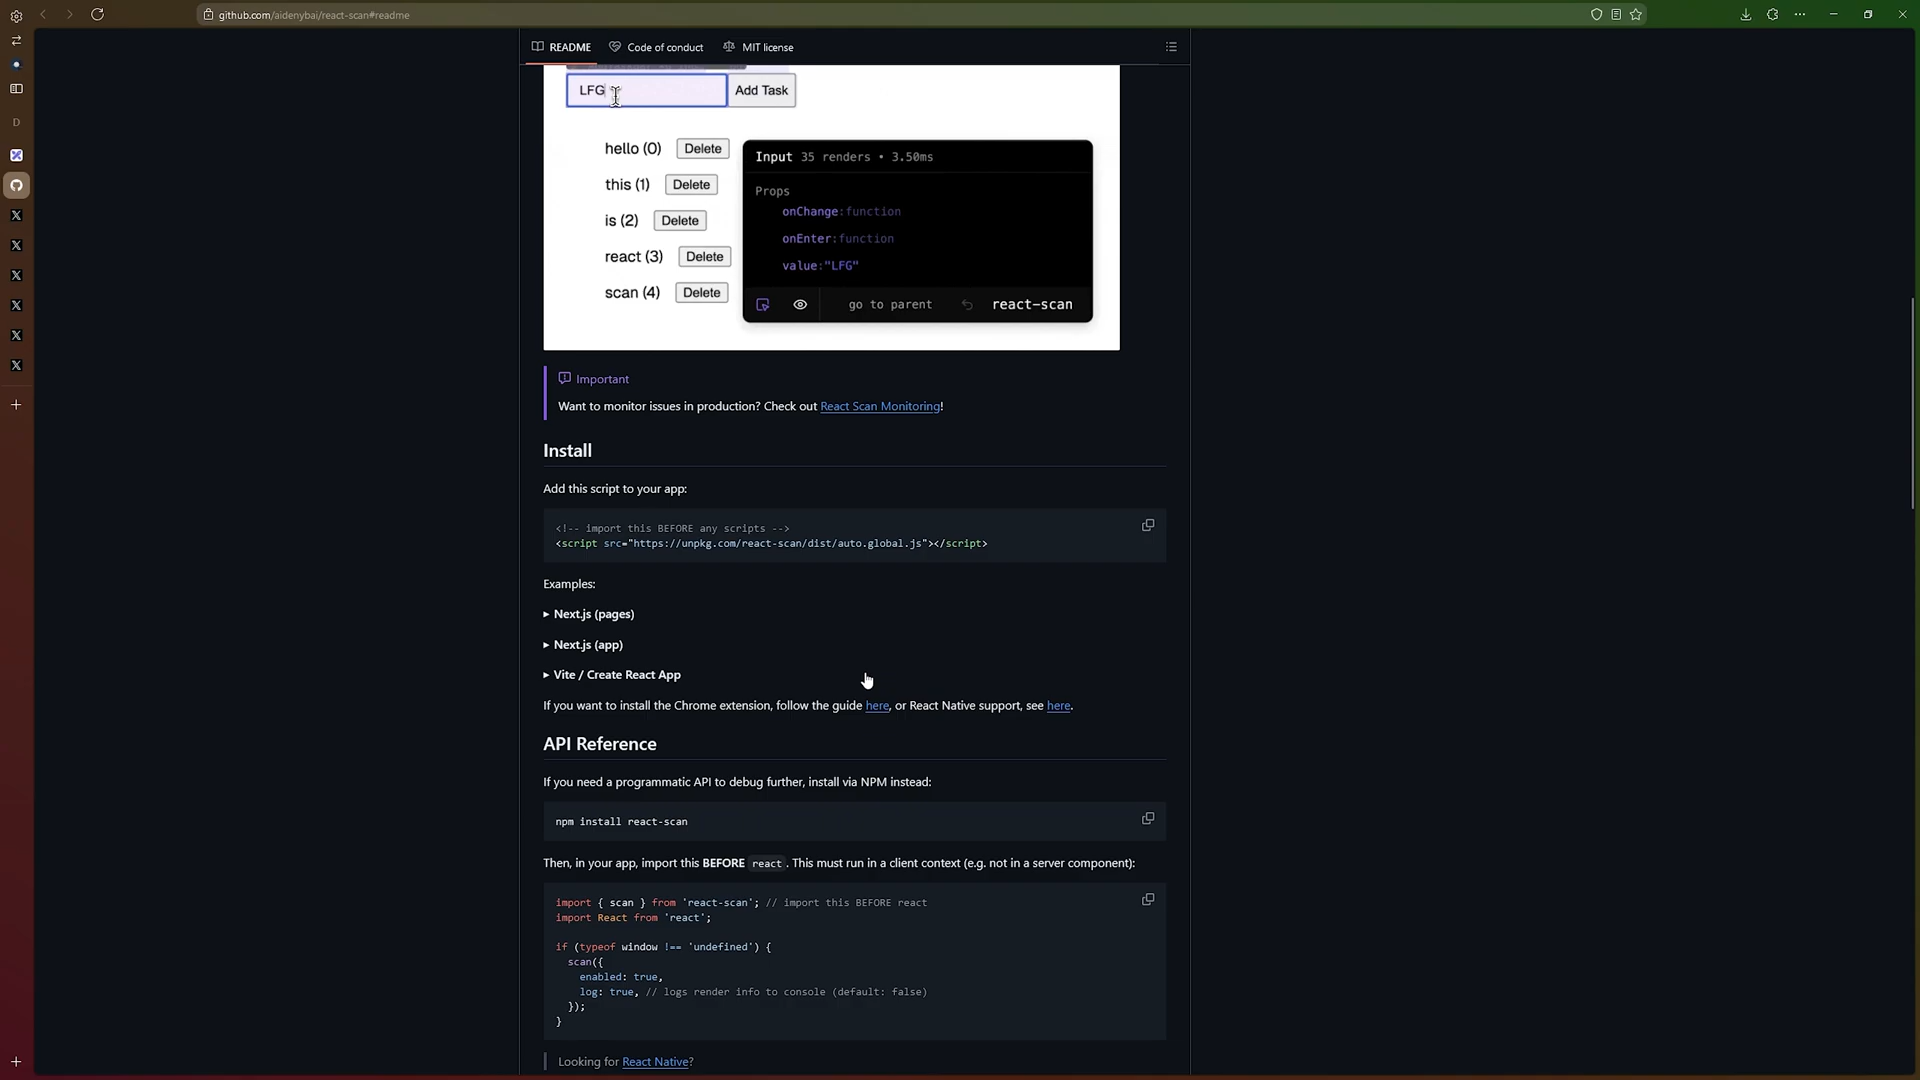 github.com/aidenybai/react-scan#readme
README
Code of conduct
MIT license
LFG
Add Task
hello (0) Delete
this (1) Delete
is (2) Delete
react (3) Delete
scan (4) Delete
Input 35 renders • 3.50ms
Props
onChange:function
onEnter:function
value:"LFG"
go to parent
react-scan
Important
Want to monitor issues in production? Check out React Scan Monitoring!
Install
Add this script to your app:
<!-- import this BEFORE any scripts -->
<script src="https://unpkg.com/react-scan/dist/auto.global.js"></script>
Examples:
Next.js (pages)
Next.js (app)
Vite / Create React App
If you want to install the Chrome extension, follow the guide here, or React Native support, see here.
API Reference
If you need a programmatic API to debug further, install via NPM instead:
npm install react-scan
Then, in your app, import this BEFORE react. This must run in a client context (e.g. not in a server component):
import { scan } from 'react-scan'; // import this BEFORE react
import React from 'react';
if (typeof window !== 'undefined') {
scan({
enabled: true,
log: true, // logs render info to console (default: false)
});
}
Looking for React Native?
D